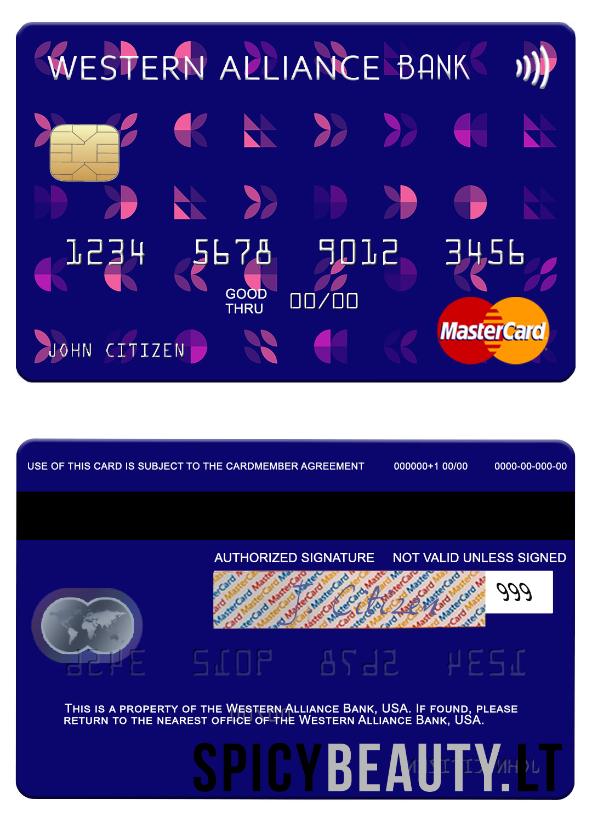 WESTERN ALLIANCE BANK
1234 5678 9012 3456
GOOD THRU 00/00
MasterCard
JOHN CITIZEN
USE OF THIS CARD IS SUBJECT TO THE CARDMEMBER AGREEMENT 000000+1 00/00 0000-00-000-00
AUTHORIZED SIGNATURE NOT VALID UNLESS SIGNED
J. Citizen 999
THIS IS A PROPERTY OF THE WESTERN ALLIANCE BANK, USA. IF FOUND, PLEASE
RETURN TO THE NEAREST OFFICE OF THE WESTERN ALLIANCE BANK, USA.
SPICYBEAUTY.LT